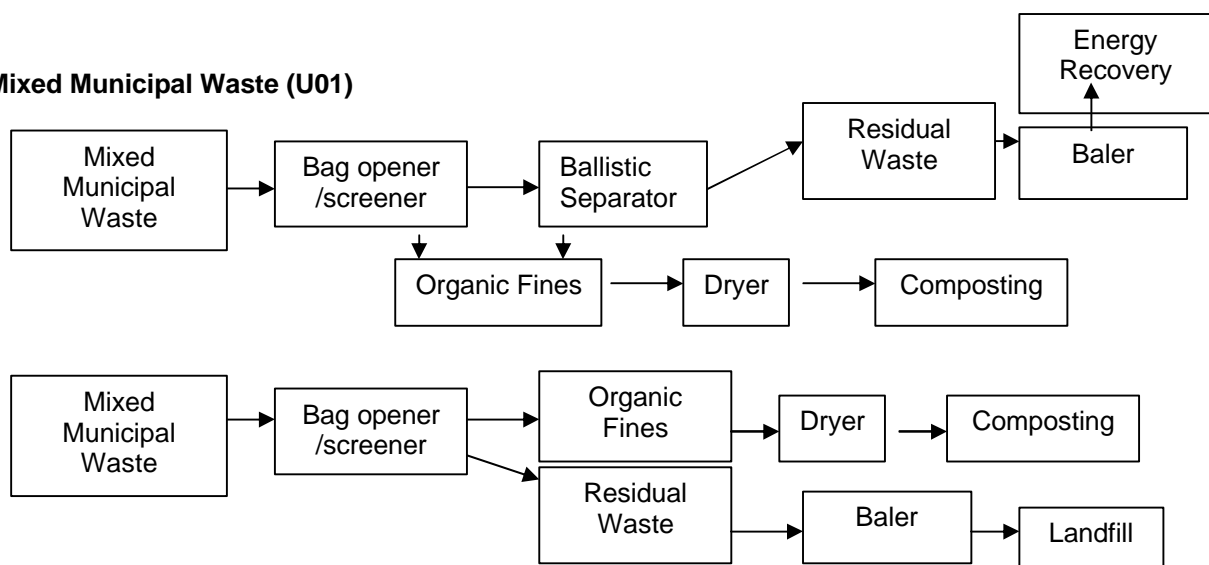 Mixed Municipal Waste (U01)
Energy
Recovery
Mixed
Municipal
Waste
Bag opener
/screener
Ballistic
Separator
Residual
Waste
Baler
Organic Fines
Dryer
Composting
Mixed
Municipal
Waste
Bag opener
/screener
Organic
Fines
Dryer
Composting
Residual
Waste
Baler
Landfill